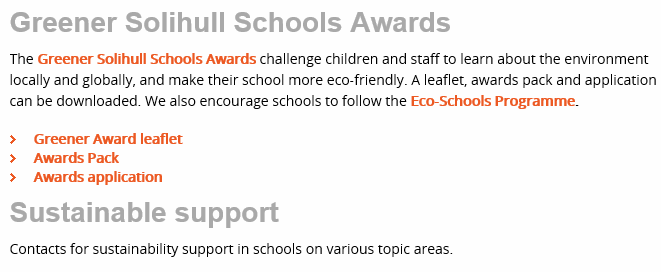 Greener Solihull Schools Awards
The Greener Solihull Schools Awards challenge children and staff to learn about the environment
locally and globally, and make their school more eco-friendly. A leaflet, awards pack and application
can be downloaded. We also encourage schools to follow the Eco-Schools Programme.
Greener Award leaflet
Awards Pack
Awards application
Sustainable support
Contacts for sustainability support in schools on various topic areas.